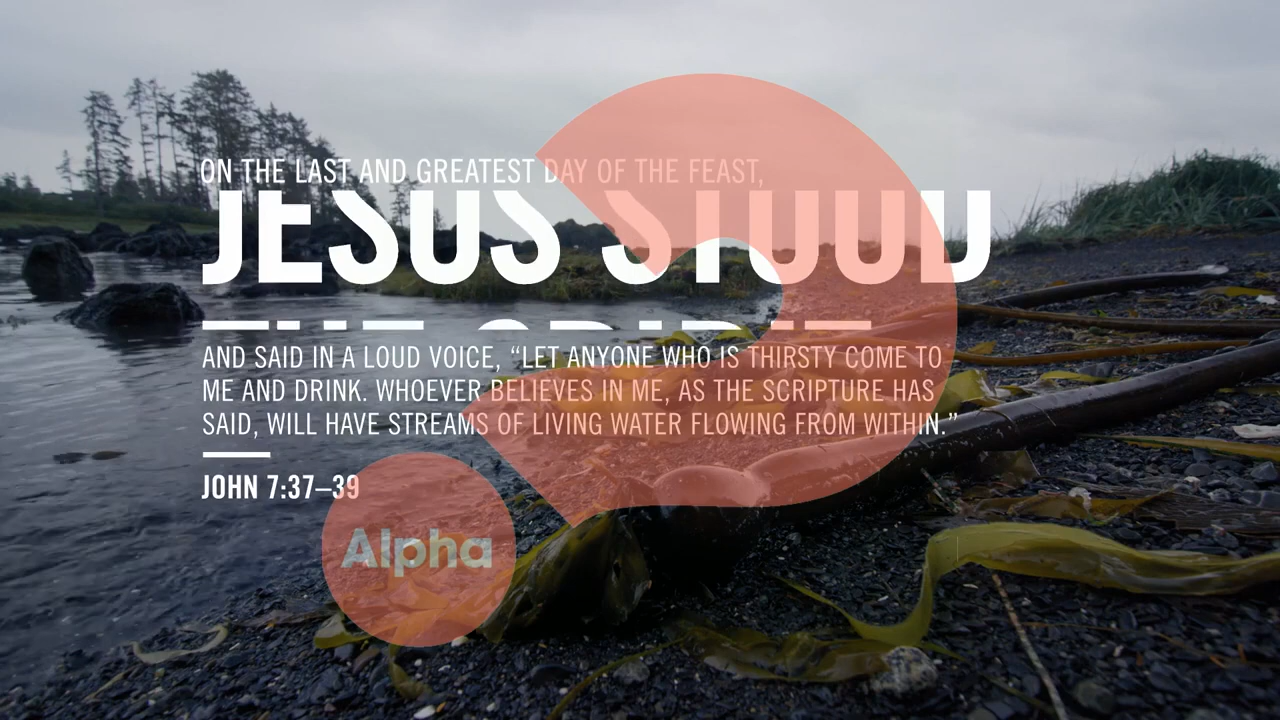 ON THE LAST AND GREATEST DAY OF THE FEAST,
JESUS STOOD
AND SAID IN A LOUD VOICE, “LET ANYONE WHO IS THIRSTY COME TO
ME AND DRINK. WHOEVER BELIEVES IN ME, AS THE SCRIPTURE HAS
SAID, WILL HAVE STREAMS OF LIVING WATER FLOWING FROM WITHIN.”
JOHN 7:37–39
Alpha